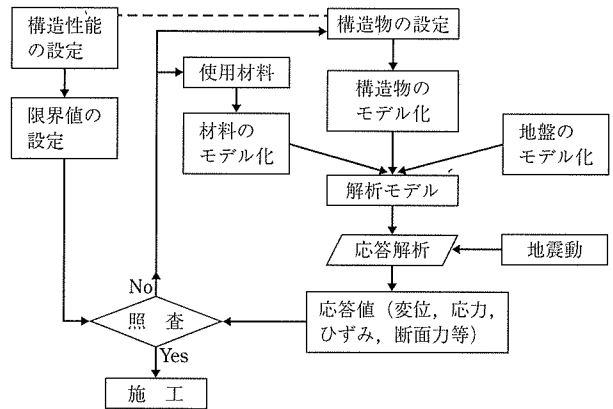 構造性能
の設定
構造物の設定
使用材料
構造物の
モデル化
限界値の
設定
材料の
モデル化
地盤の
モデル化
解析モデル
応答解析
地震動
No
応答値（変位，応力，
ひずみ，断面力等）
照　査
Yes
施　工